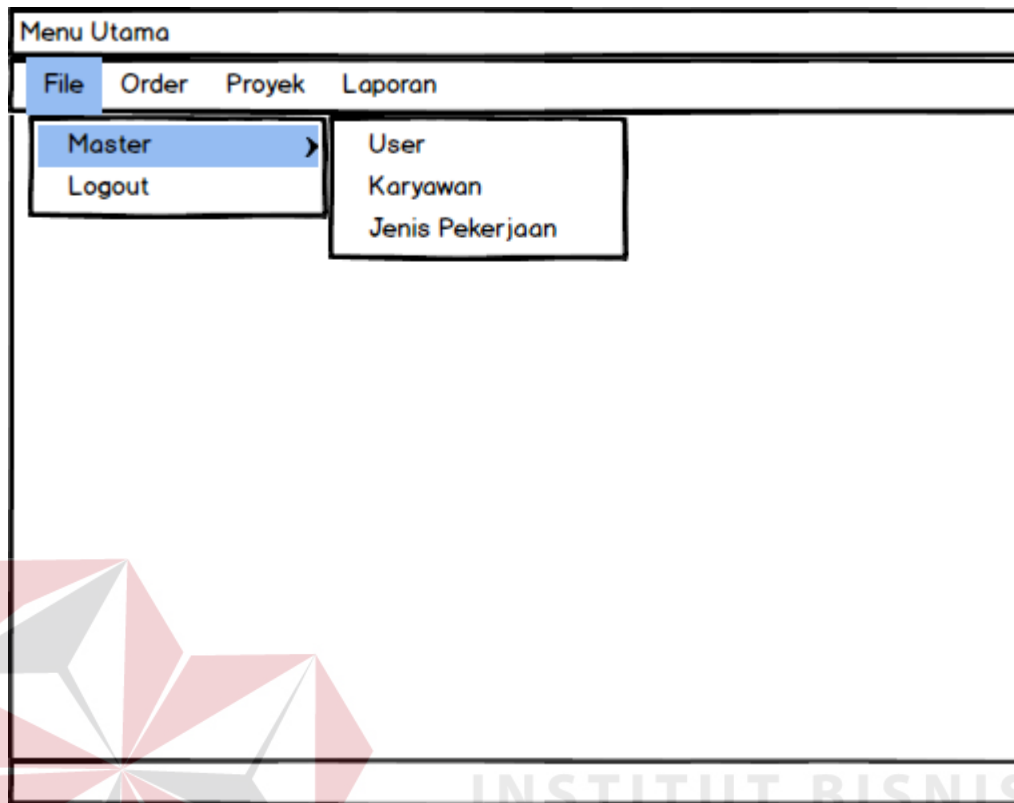 Menu Utama
File Order Proyek Laporan
Master User
Logout Karyawan
Jenis Pekerjaan
INSTITUT BISNIS